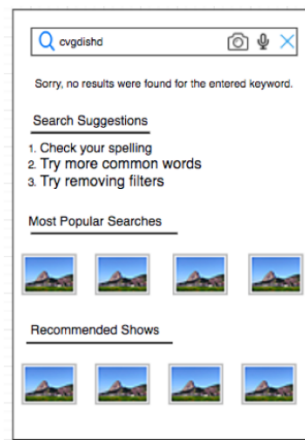 cvgdishd
Sorry, no results were found for the entered keyword.
Search Suggestions
1. Check your spelling
2. Try more common words
3. Try removing filters
Most Popular Searches
Recommended Shows